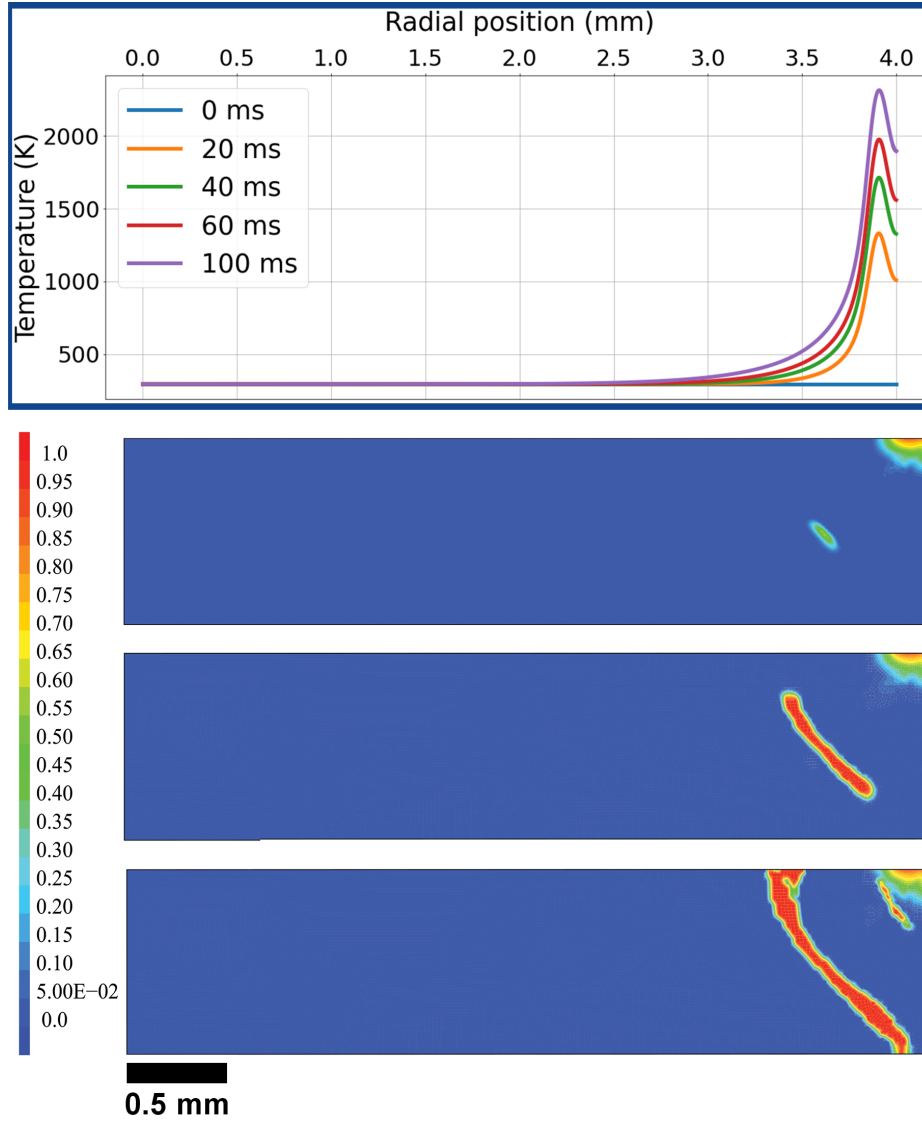 Radial position (mm)
0.0 0.5 1.0 1.5 2.0 2.5 3.0 3.5 4.0
Temperature (K)
2000
1500
1000
500
0 ms
20 ms
40 ms
60 ms
100 ms
1.0
0.95
0.90
0.85
0.80
0.75
0.70
0.65
0.60
0.55
0.50
0.45
0.40
0.35
0.30
0.25
0.20
0.15
0.10
5.00E−02
0.0
0.5 mm